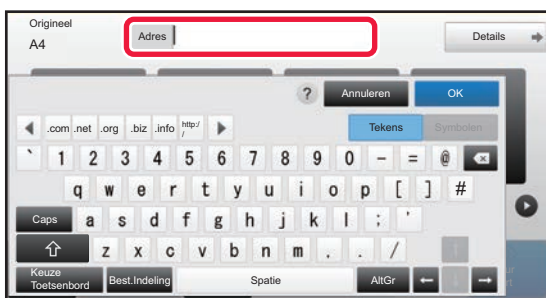 Origineel
A4
Adres
Details
? Annuleren OK
.com .net .org .biz .info http:/
/
Tekens Symbolen
` 1 2 3 4 5 6 7 8 9 0 - = @
q w e r t y u i o p [ ] #
Caps a s d f g h j k l ; '
z x c v b n m . . /
Keuze
Toetsenbord
Best.Indeling Spatie AltGr